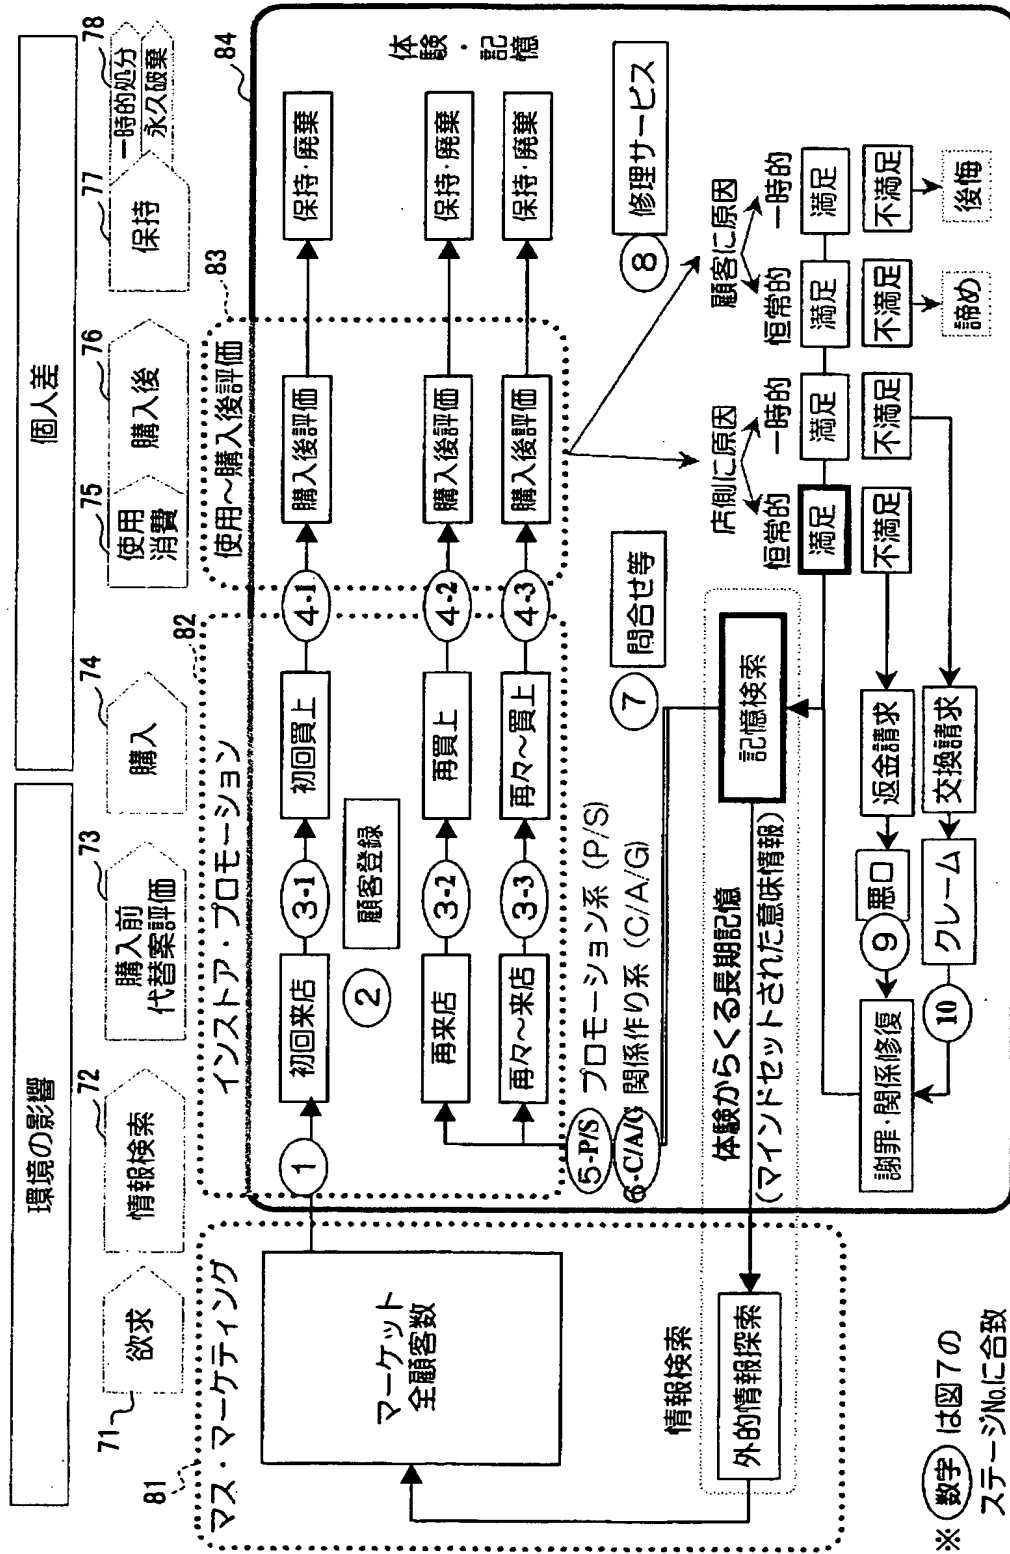 環境の影響
個人差
71
欲求
72
情報検索
73
購入前
代替案評価
74
購入
75
使用
消費
76
購入後
77
保持
78
一時的処分
永久破棄
81
マス・マーケティング
82
インストア・プロモーション
83
使用〜購入後評価
84
マーケット
全顧客数
1
初回来店
3-1
初回買上
4-1
購入後評価
保持・廃棄
体験・記憶
2
顧客登録
再来店
3-2
再買上
4-2
購入後評価
保持・廃棄
再々〜来店
3-3
再々〜買上
4-3
購入後評価
保持・廃棄
5-P/S
プロモーション系 (P/S)
6-C/A/G
関係作り系 (C/A/G)
7
問合せ等
8
修理サービス
情報検索
外的情報探索
体験からくる長期記憶
(マインドセットされた意味情報)
記憶検索
店側に原因
顧客に原因
恒常的
一時的
恒常的
一時的
満足
満足
満足
満足
不満足
不満足
不満足
不満足
諦め
後悔
謝罪・関係修復
9
悪口
返金請求
10
クレーム
交換請求
※ 数字 は図7の
ステージ№に合致